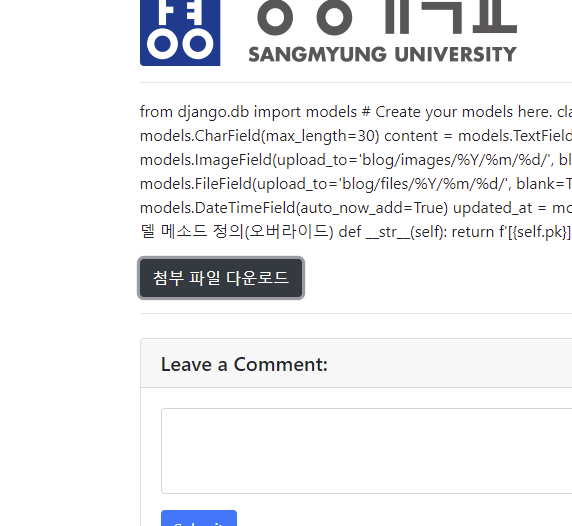 SANGMYUNG UNIVERSITY
from django.db import models # Create your models here. cla
models.CharField(max_length=30) content = models.TextField
models.ImageField(upload_to='blog/images/%Y/%m/%d/', bl
models.FileField(upload_to='blog/files/%Y/%m/%d/', blank=T
models.DateTimeField(auto_now_add=True) updated_at = mo
델 메소드 정의(오버라이드) def __str__(self): return f'[{self.pk}]
첨부 파일 다운로드
Leave a Comment: